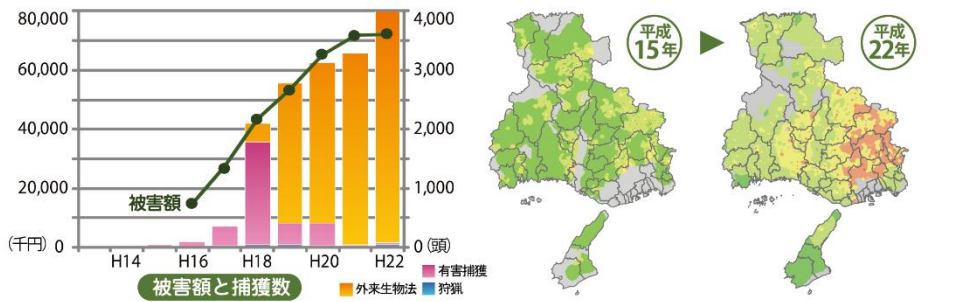 80,000
60,000
40,000
20,000
(千円) 0
4,000
3,000
2,000
1,000
0(頭)
被害額
H14 H16 H18 H20 H22
被害額と捕獲数
有害捕獲
外来生物法
狩猟
平成
15年
平成
22年